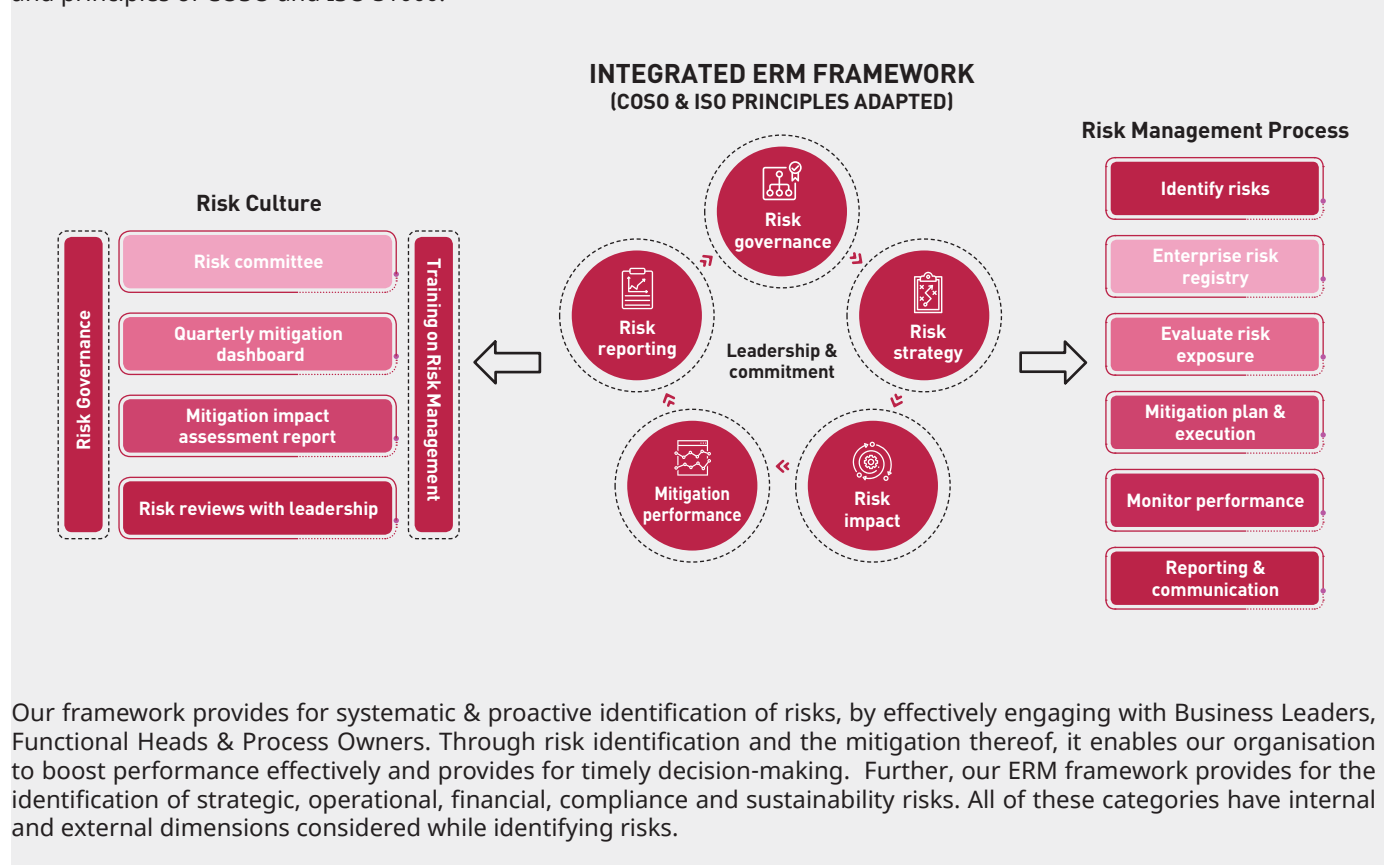 INTEGRATED ERM FRAMEWORK
(COSO & ISO PRINCIPLES ADAPTED)
Risk Culture
Risk Governance
Risk committee
Quarterly mitigation
dashboard
Mitigation impact
assessment report
Risk reviews with leadership
Training on Risk Management
Risk
governance
Risk
strategy
Risk
impact
Mitigation
performance
Risk
reporting
Leadership &
commitment
Risk Management Process
Identify risks
Enterprise risk
registry
Evaluate risk
exposure
Mitigation plan &
execution
Monitor performance
Reporting &
communication
Our framework provides for systematic & proactive identification of risks, by effectively engaging with Business Leaders,
Functional Heads & Process Owners. Through risk identification and the mitigation thereof, it enables our organisation
to boost performance effectively and provides for timely decision-making. Further, our ERM framework provides for the
identification of strategic, operational, financial, compliance and sustainability risks. All of these categories have internal
and external dimensions considered while identifying risks.